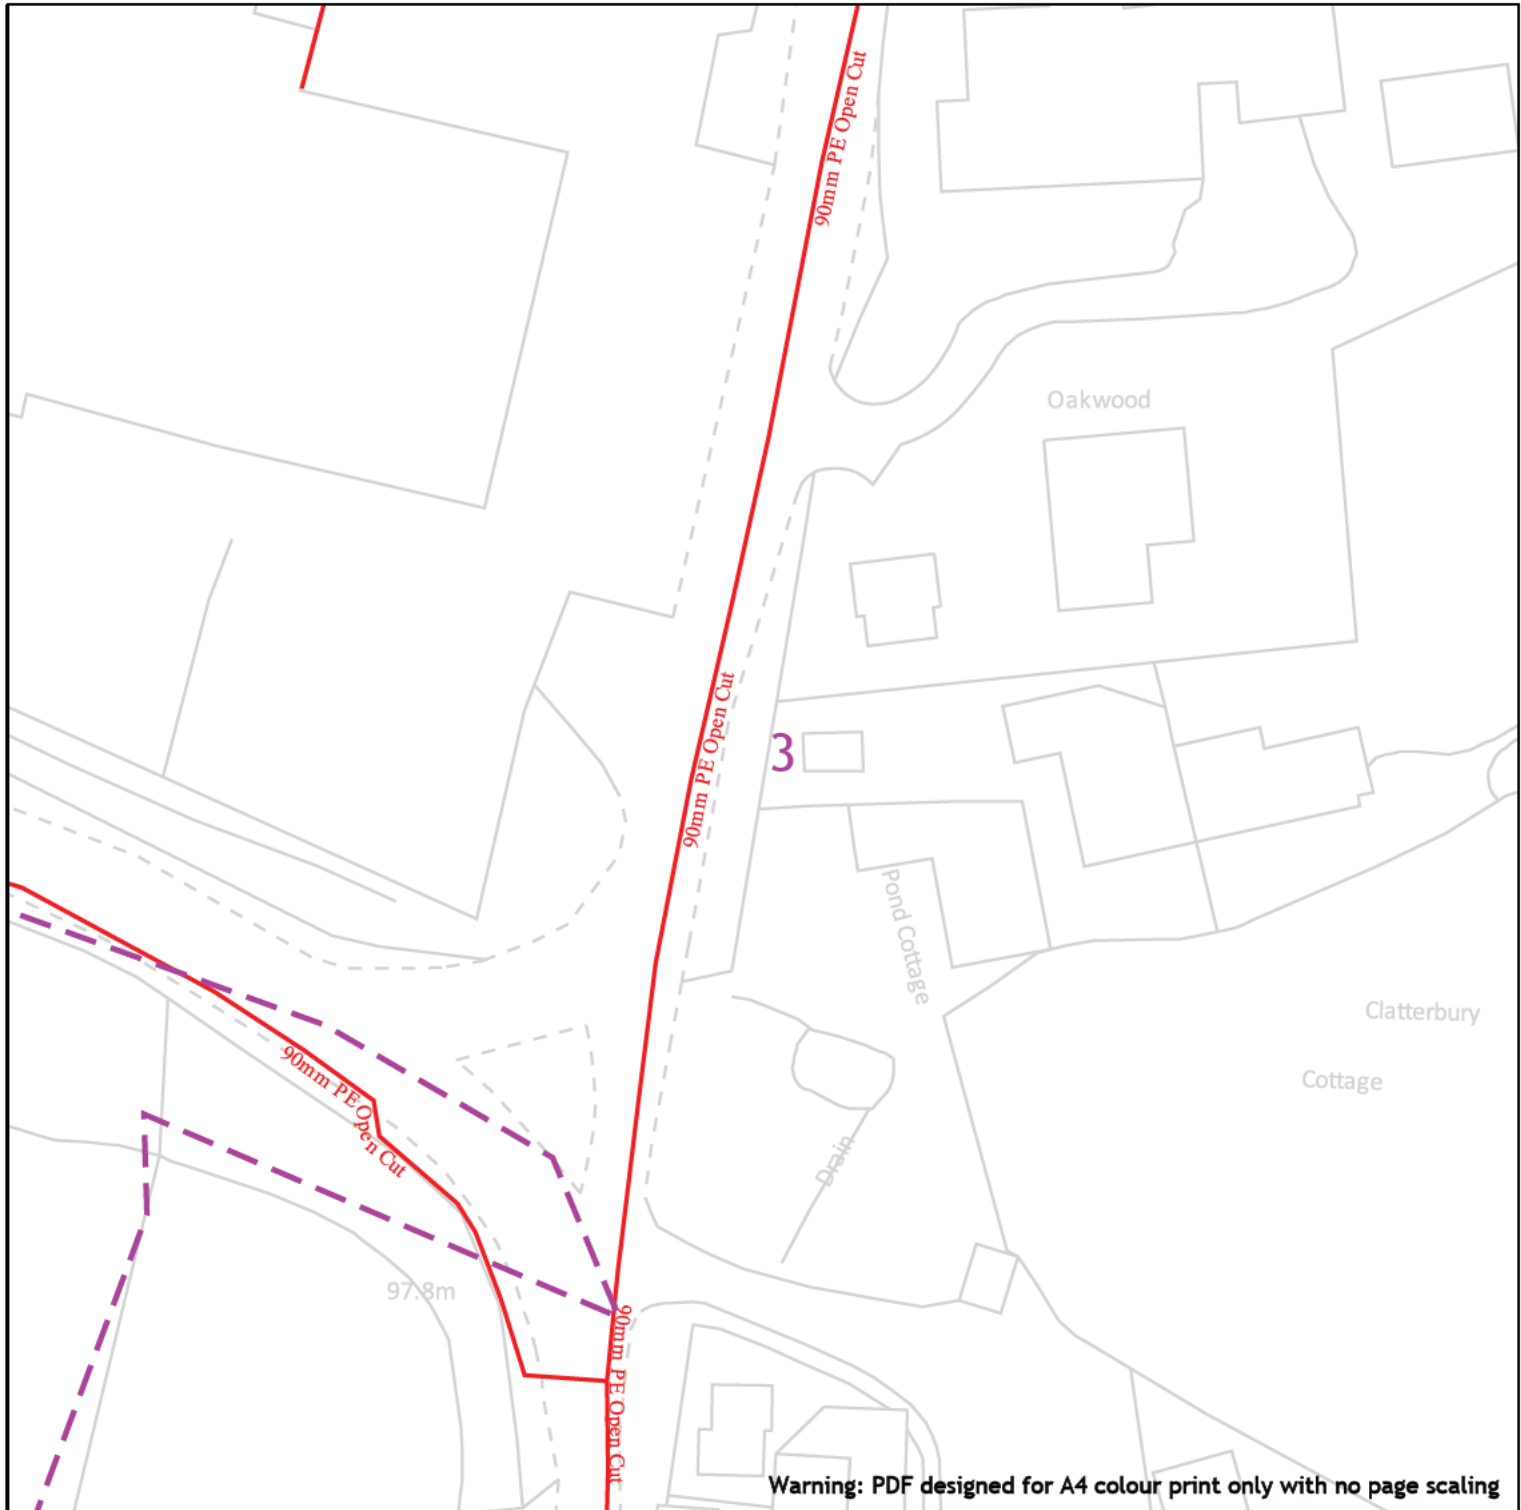 90mm PE Open Cut
Oakwood
90mm PE Open Cut
3
Pond Cottage
Clatterbury
Cottage
90mm PE Open Cut
Drain
97.8m
90mm PE Open Cut
Warning: PDF designed for A4 colour print only with no page scaling